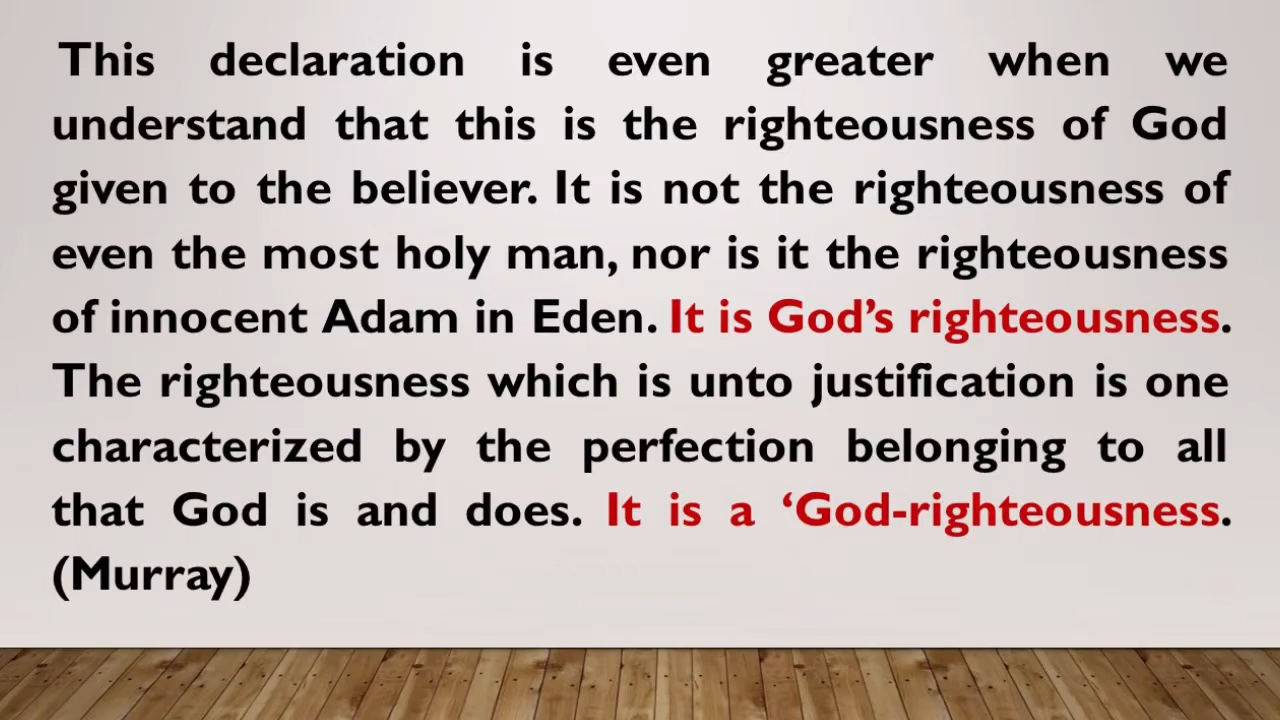 This declaration is even greater when we
understand that this is the righteousness of God
given to the believer. It is not the righteousness of
even the most holy man, nor is it the righteousness
of innocent Adam in Eden. It is God’s righteousness.
The righteousness which is unto justification is one
characterized by the perfection belonging to all
that God is and does. It is a ‘God-righteousness.
(Murray)